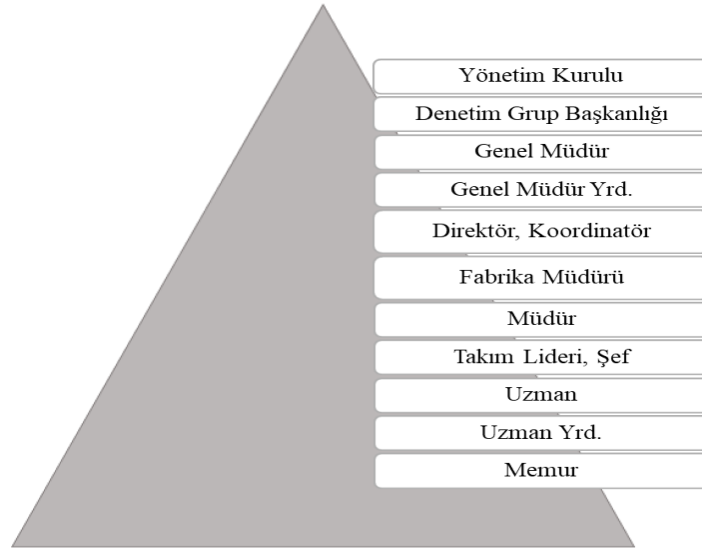 Yönetim Kurulu
Denetim Grup Başkanlığı
Genel Müdür
Genel Müdür Yrd.
Direktör, Koordinatör
Fabrika Müdürü
Müdür
Takım Lideri, Şef
Uzman
Uzman Yrd.
Memur